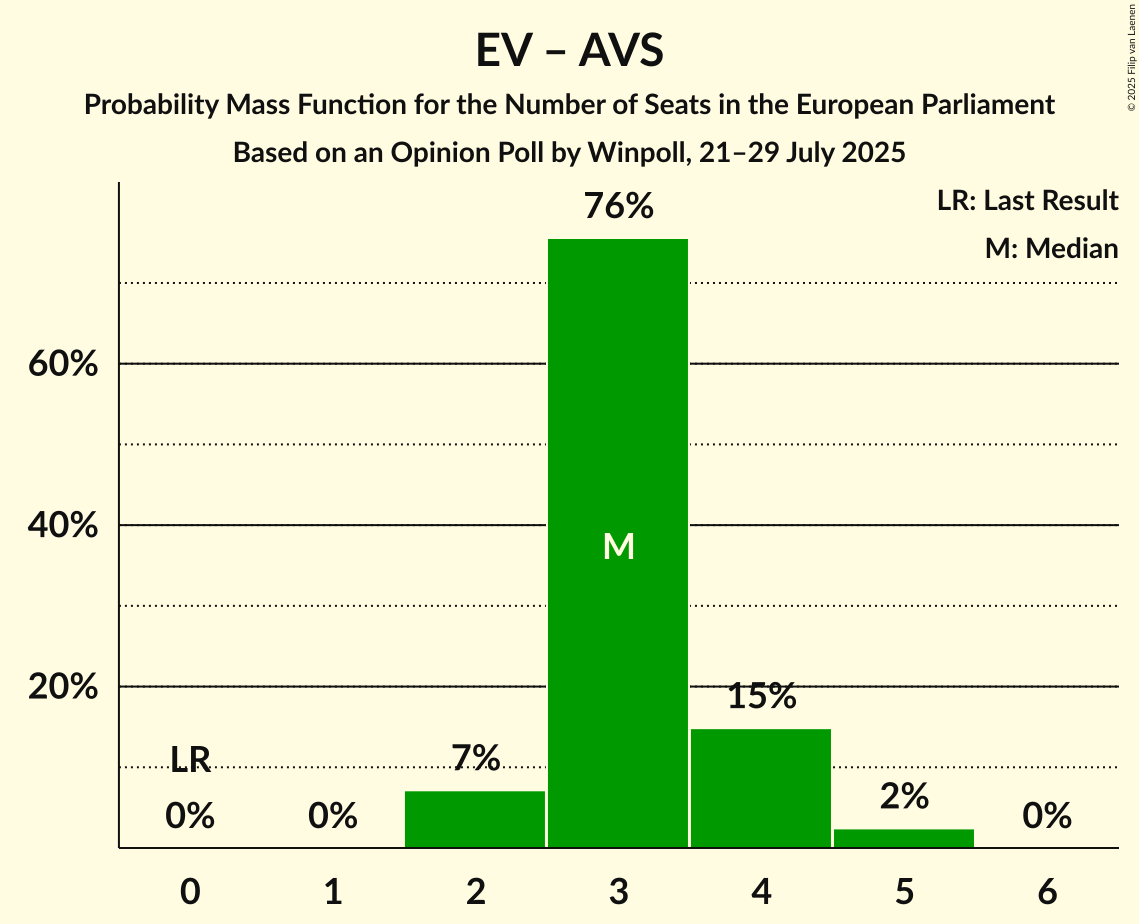 EV – AVS
Probability Mass Function for the Number of Seats in the European Parliament
Based on an Opinion Poll by Winpoll, 21–29 July 2025
© 2025 Filip van Laenen
LR: Last Result
M: Median
76%
60%
40%
20%
M
15%
LR
7%
2%
0%
0%
0%
0
1
2
3
4
5
6